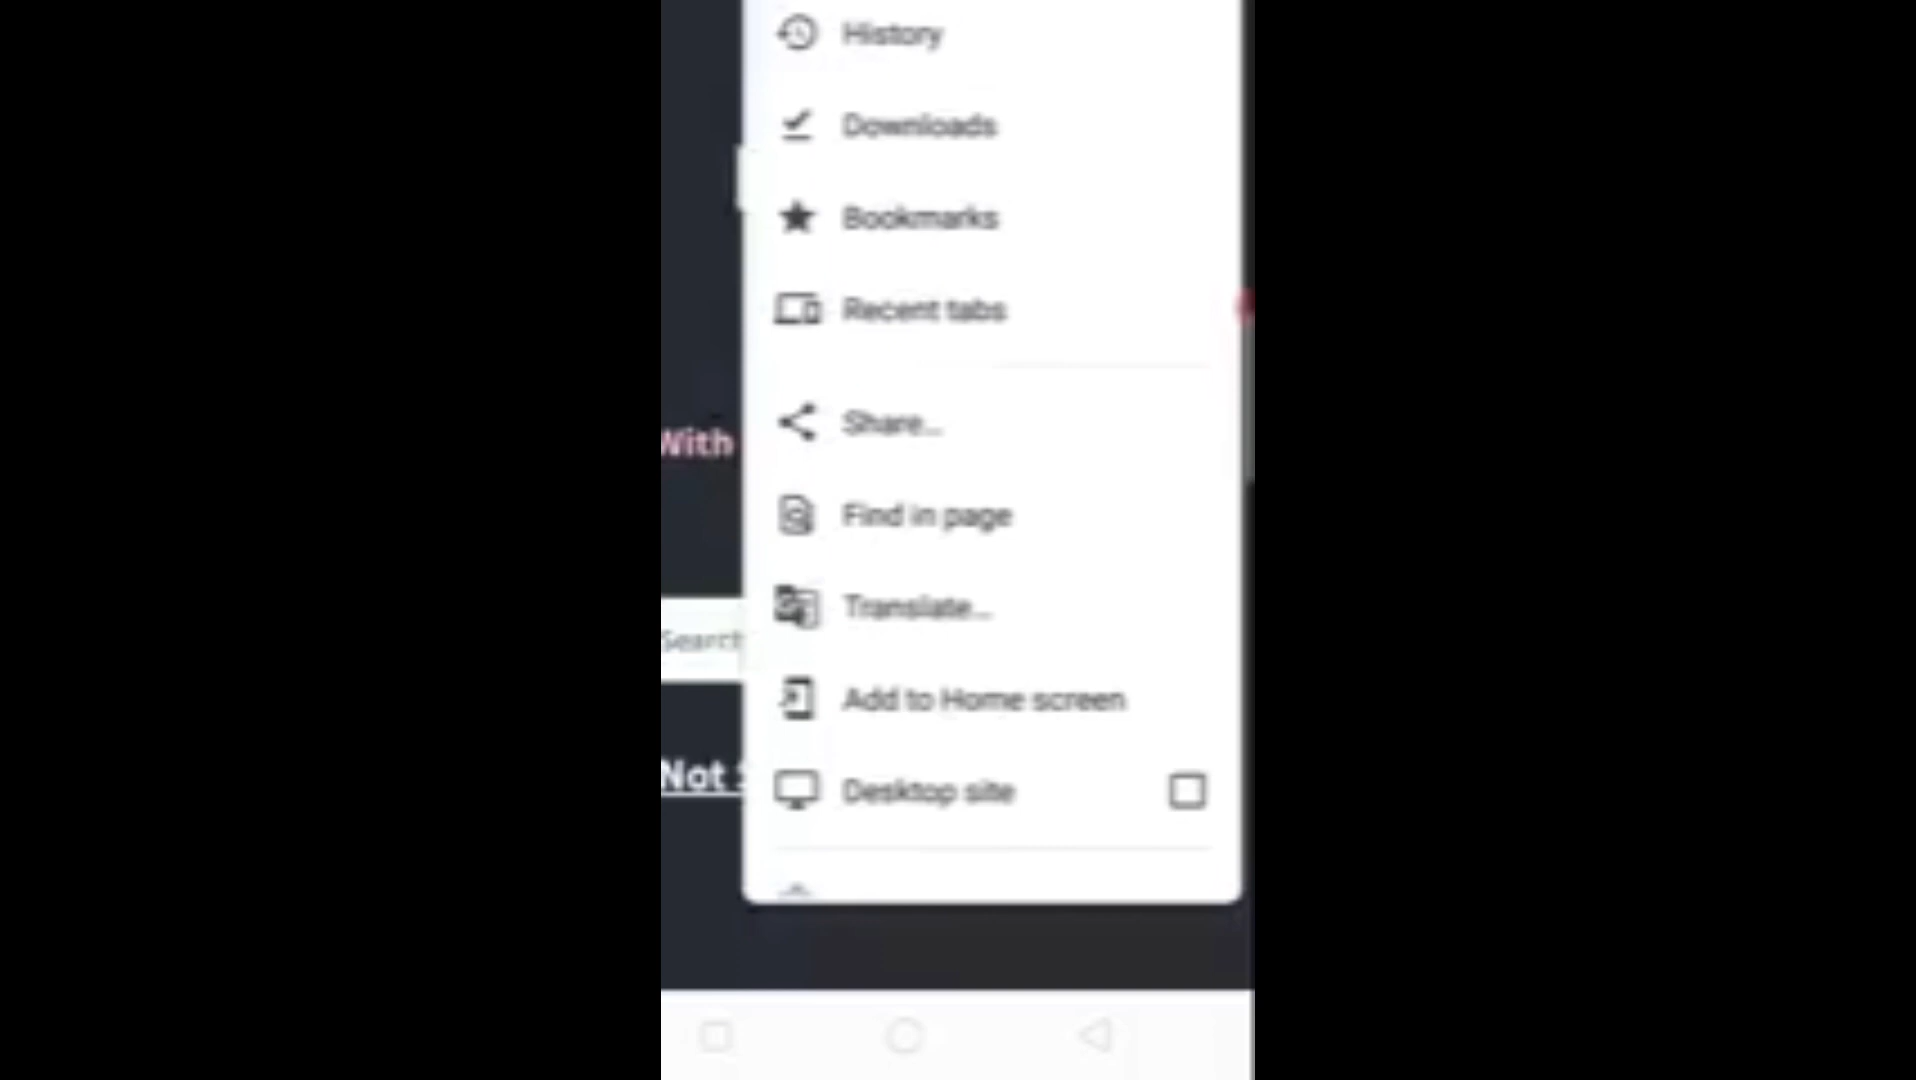 History
Downloads
Bookmarks
Recent tabs
Share...
With
Find in page
Translate...
Search
Add to Home screen
Not
Desktop site